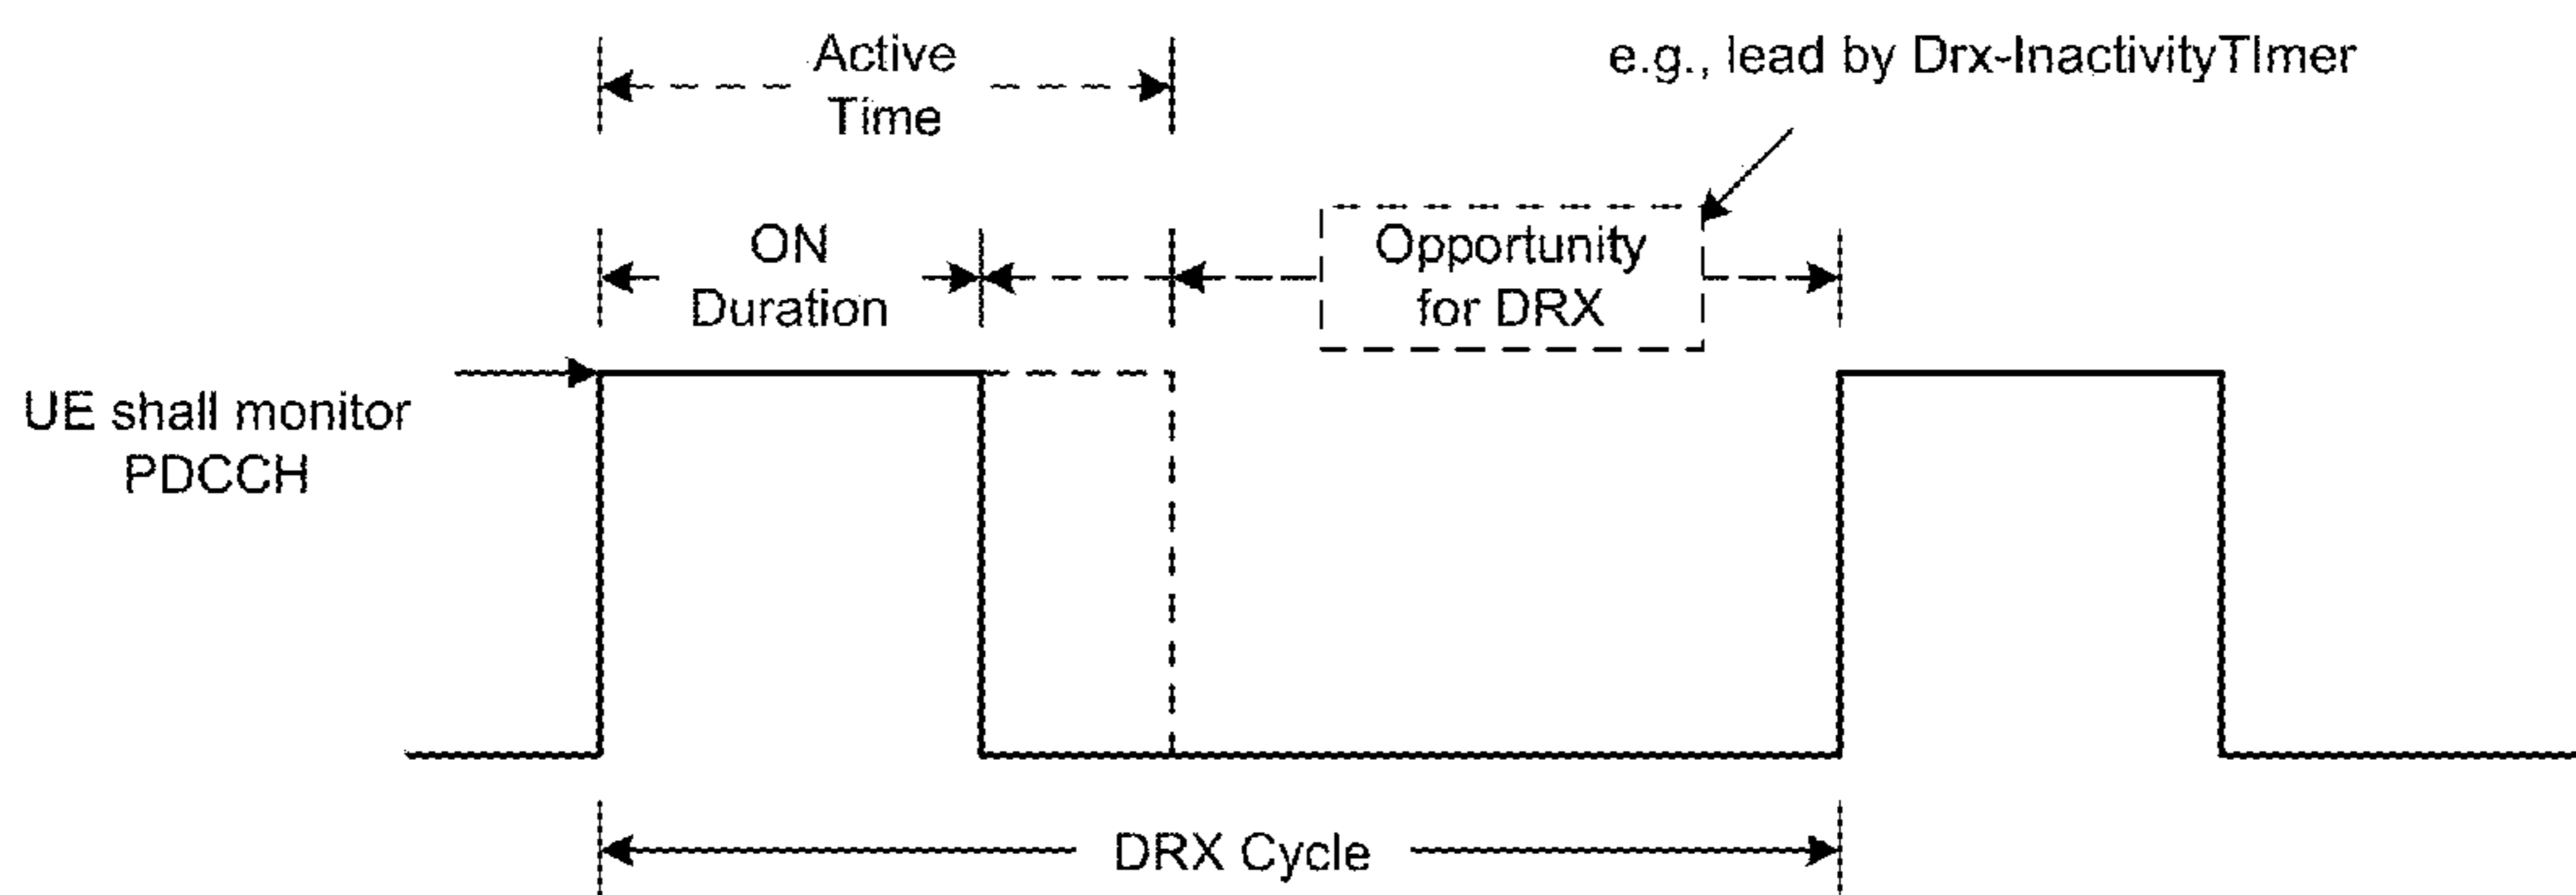 Active
Time
e.g., lead by Drx-InactivityTImer
ON
Duration
Opportunity
for DRX
UE shall monitor
PDCCH
DRX Cycle